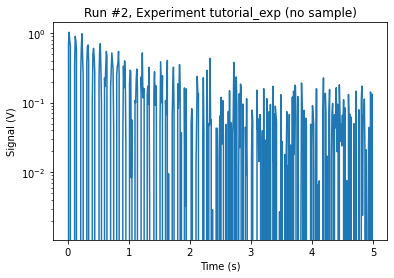 Run #2, Experiment tutorial_exp (no sample)
Signal (V)
10⁰
10⁻¹
10⁻²
0 1 2 3 4 5
Time (s)